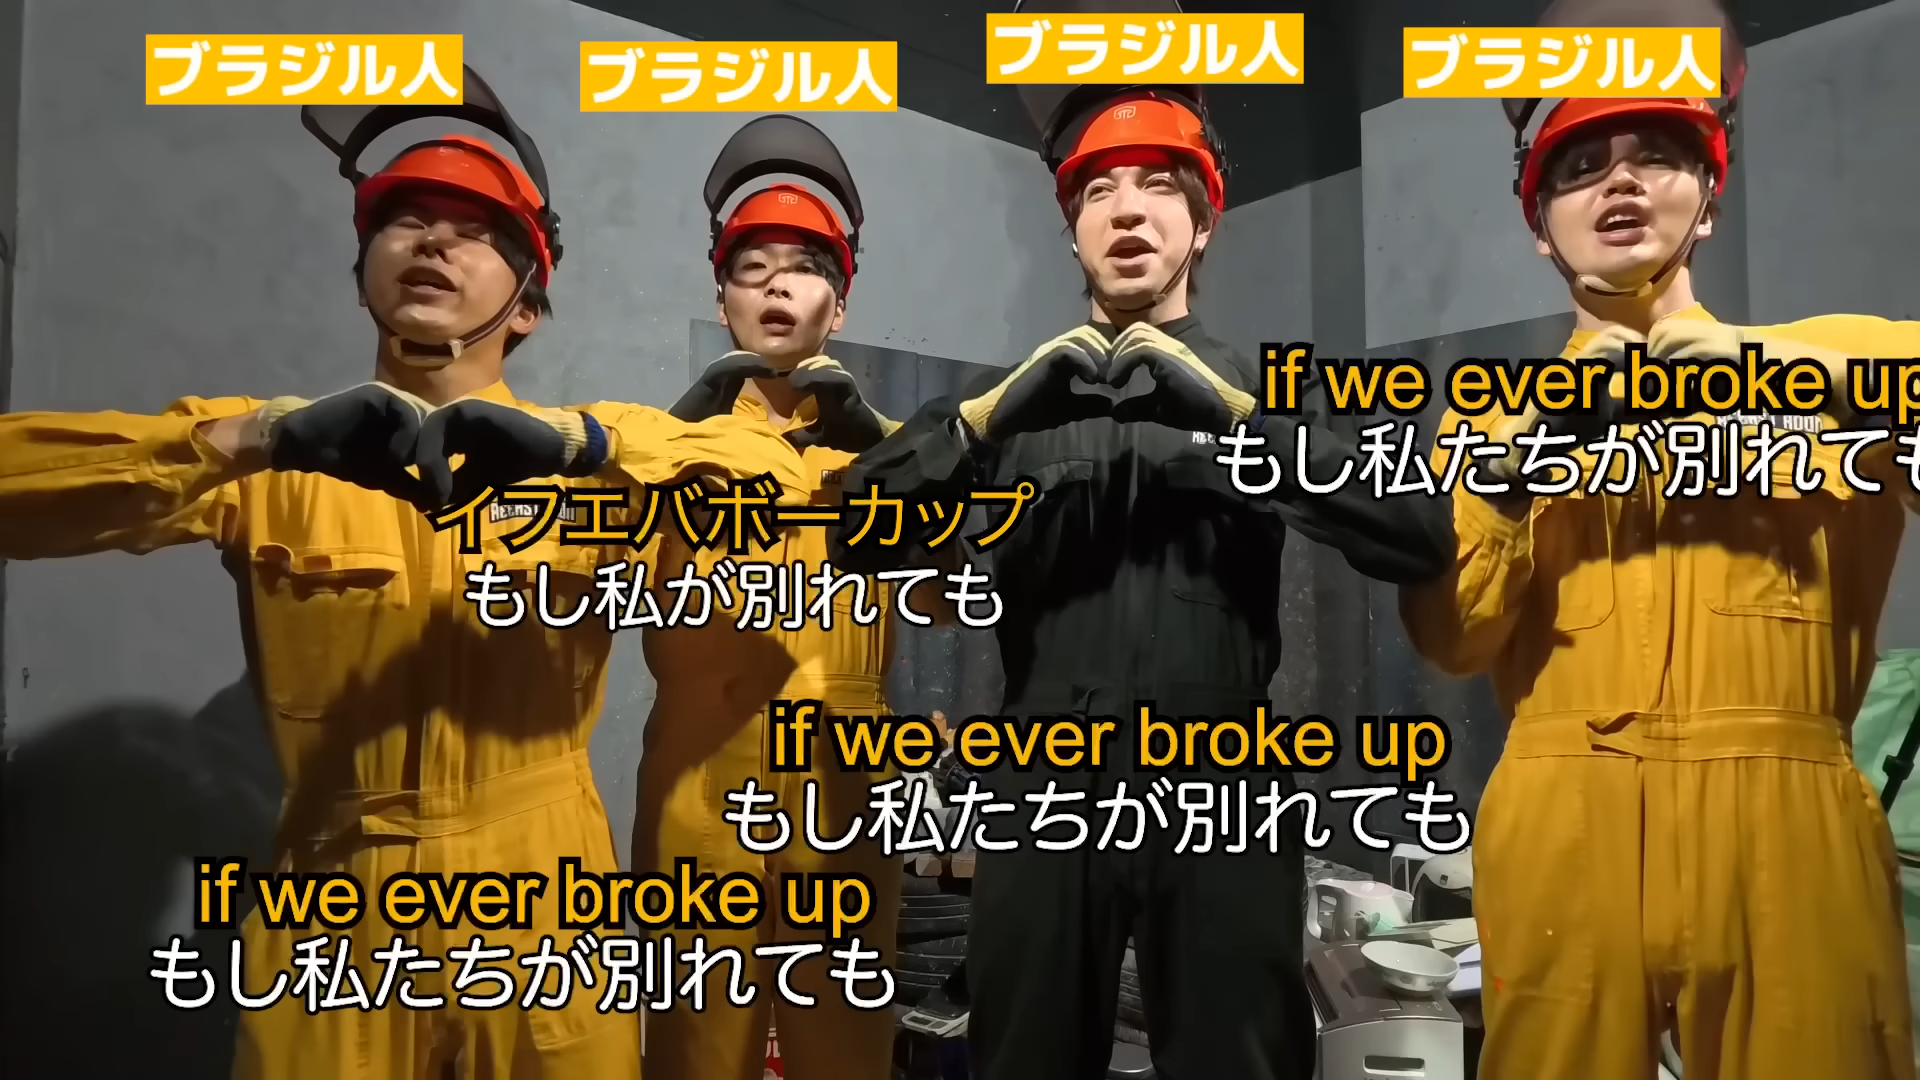 ブラジル人
ブラジル人
ブラジル人
ブラジル人
if we ever broke up
もし私たちが別れても
イフエバボーカップ
もし私が別れても
if we ever broke up
もし私たちが別れても
if we ever broke up
もし私たちが別れても